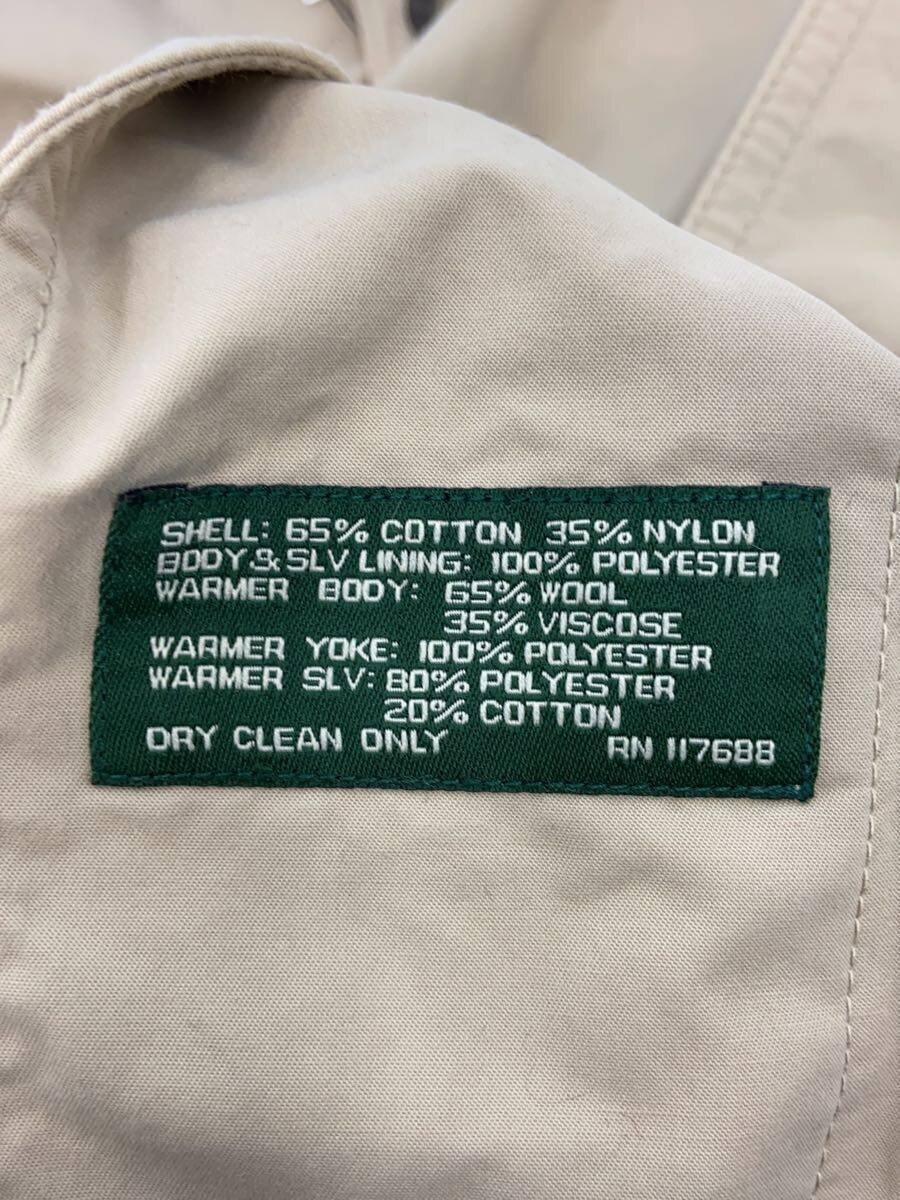 SHELL: 65% COTTON 35% NYLON
BODY & SLV LINING: 100% POLYESTER
WARMER BODY: 65% WOOL
35% VISCOSE
WARMER YOKE: 100% POLYESTER
WARMER SLV: 80% POLYESTER
20% COTTON
DRY CLEAN ONLY RN 117688